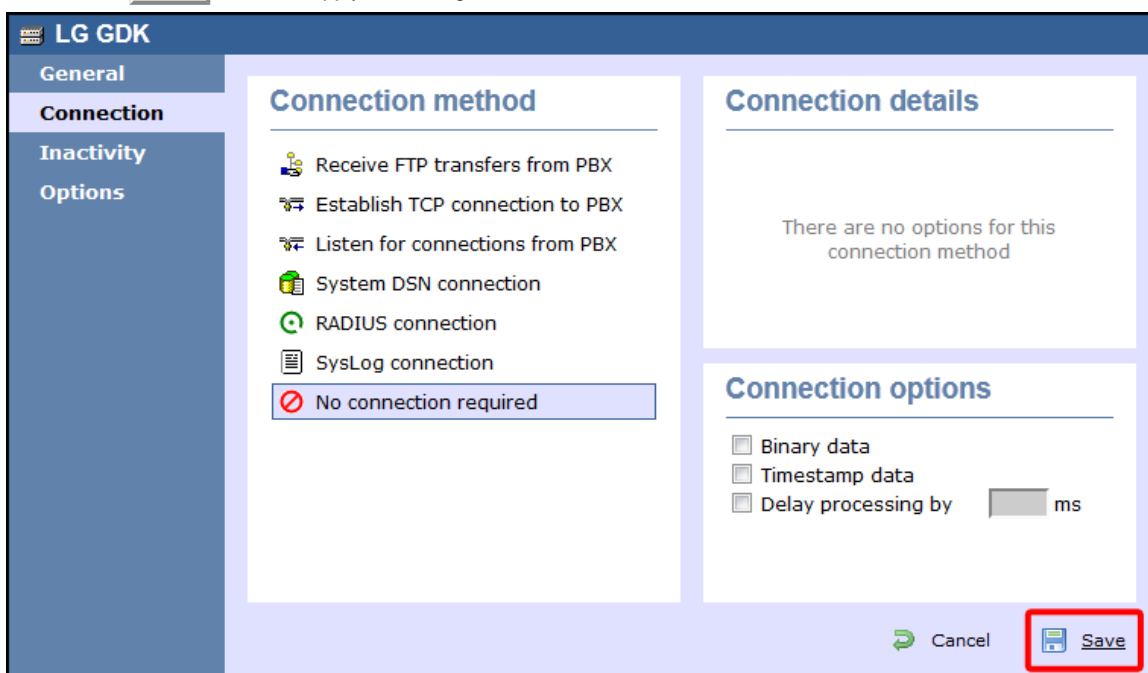 LG GDK
General
Connection
Inactivity
Options
Connection method
Receive FTP transfers from PBX
Establish TCP connection to PBX
Listen for connections from PBX
System DSN connection
RADIUS connection
SysLog connection
No connection required
Connection details
There are no options for this
connection method
Connection options
Binary data
Timestamp data
Delay processing by ms
Cancel
Save